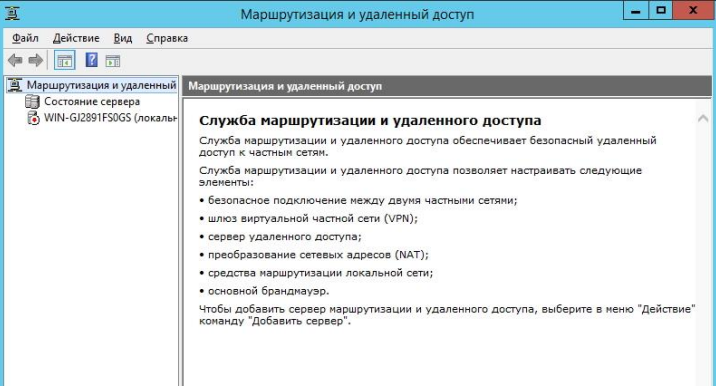 Маршрутизация и удаленный доступ
Файл Действие Вид Справка
Маршрутизация и удаленный
Состояние сервера
WIN-GJ2891FS0GS (локальн
Маршрутизация и удаленный доступ
Служба маршрутизации и удаленного доступа
Служба маршрутизации и удаленного доступа обеспечивает безопасный удаленный
доступ к частным сетям.
Служба маршрутизации и удаленного доступа позволяет настраивать следующие
элементы:
• безопасное подключение между двумя частными сетями;
• шлюз виртуальной частной сети (VPN);
• сервер удаленного доступа;
• преобразование сетевых адресов (NAT);
• средства маршрутизации локальной сети;
• основной брандмауэр.
Чтобы добавить сервер маршрутизации и удаленного доступа, выберите в меню "Действие"
команду "Добавить сервер".